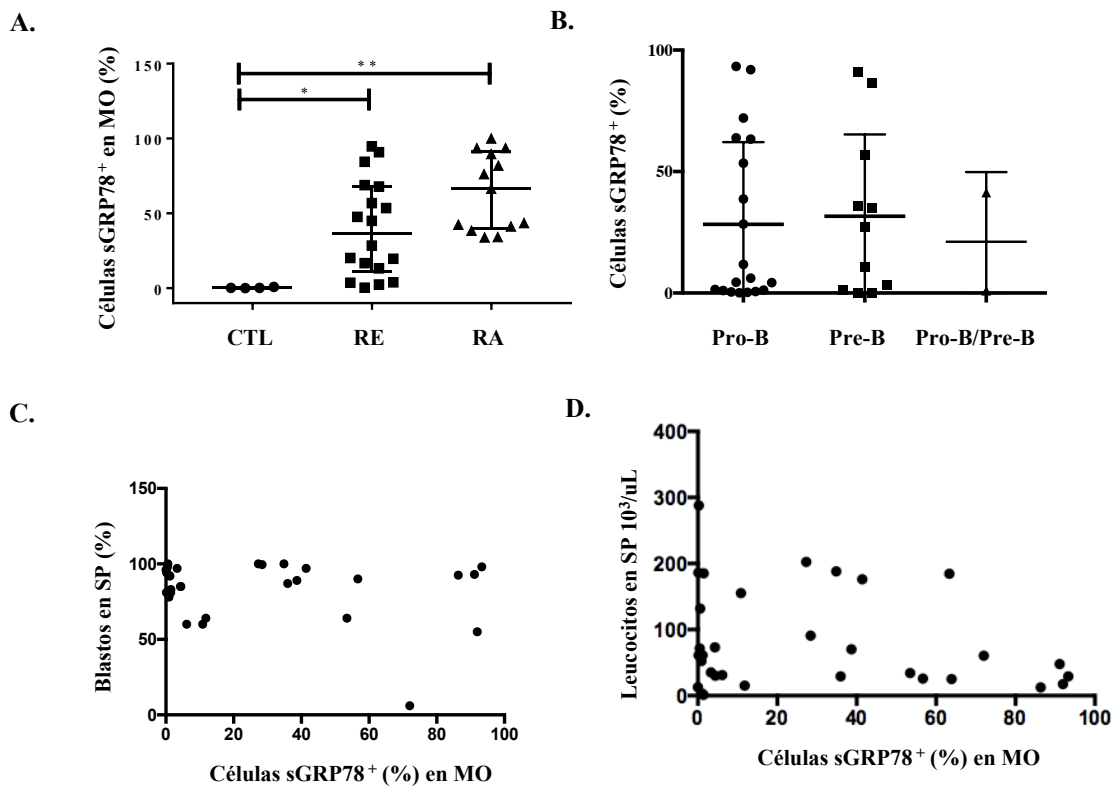 A.
Células sGRP78⁺ en MO (%)
150
100
50
0
* *
*
CTL
RE
RA
B.
Células sGRP78⁺ (%)
100
50
0
Pro-B
Pre-B
Pro-B/Pre-B
C.
Blastos en SP (%)
150
100
50
0
0
20
40
60
80
100
Células sGRP78⁺ (%) en MO
D.
Leucocitos en SP 10³/uL
400
300
200
100
0
0
20
40
60
80
100
Células sGRP78⁺ (%) en MO